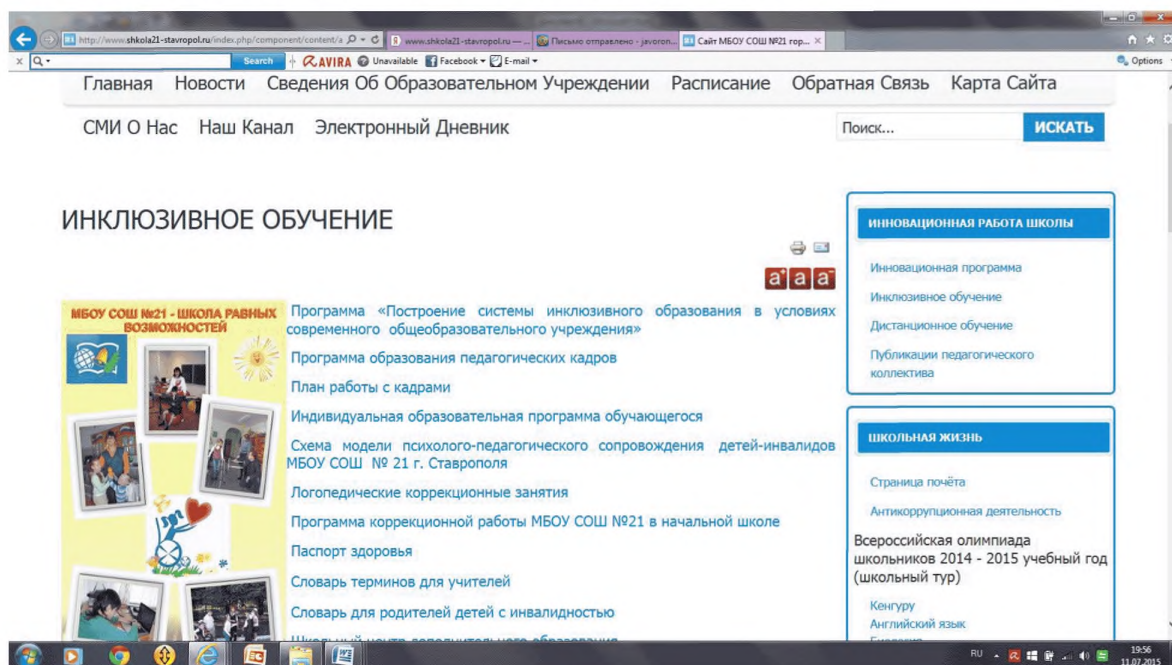 http://www.shkola21-stavropol.ru/index.php/component/content/a
www.shkola21-stavropol.ru — ...
Письмо отправлено - javoron...
Сайт МБОУ СОШ №21 гор...
Search
AVIRA
Unavailable
Facebook
E-mail
Options
Главная Новости Сведения Об Образовательном Учреждении Расписание Обратная Связь Карта Сайта
СМИ О Нас Наш Канал Электронный Дневник
Поиск...
ИСКАТЬ
ИНКЛЮЗИВНОЕ ОБУЧЕНИЕ
a+ a a-
МБОУ СОШ №21 - ШКОЛА РАВНЫХ
ВОЗМОЖНОСТЕЙ
Программа «Построение системы инклюзивного образования в условиях
современного общеобразовательного учреждения»
Программа образования педагогических кадров
План работы с кадрами
Индивидуальная образовательная программа обучающегося
Схема модели психолого-педагогического сопровождения детей-инвалидов
МБОУ СОШ № 21 г. Ставрополя
Логопедические коррекционные занятия
Программа коррекционной работы МБОУ СОШ №21 в начальной школе
Паспорт здоровья
Словарь терминов для учителей
Словарь для родителей детей с инвалидностью
Школьный центр дополнительного образования
ИННОВАЦИОННАЯ РАБОТА ШКОЛЫ
Инновационная программа
Инклюзивное обучение
Дистанционное обучение
Публикации педагогического
коллектива
ШКОЛЬНАЯ ЖИЗНЬ
Страница почёта
Антикоррупционная деятельность
Всероссийская олимпиада
школьников 2014 - 2015 учебный год
(школьный тур)
Кенгуру
Английский язык
RU
19:56
11.07.2015